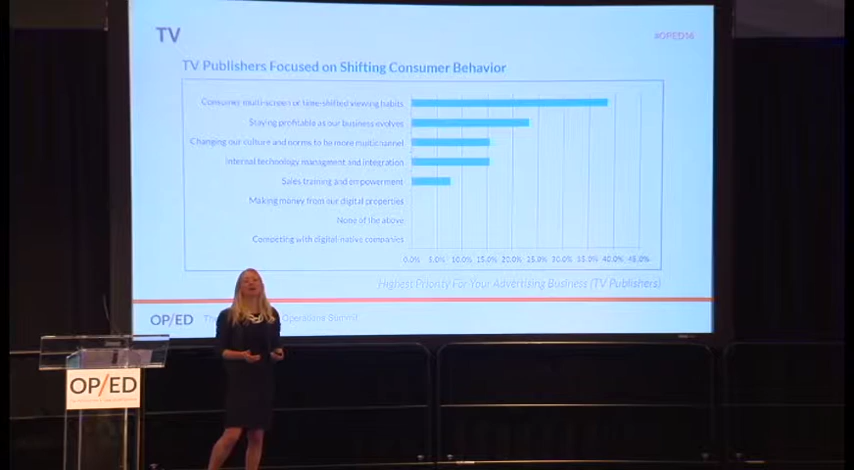 TV
#OPED16
TV Publishers Focused on Shifting Consumer Behavior
Consumer multi-screen or time-shifted viewing habits
Staying profitable as our business evolves
Changing our culture and norms to be more multichannel
Internal technology managment and integration
Sales training and empowerment
Making money from our digital properties
None of the above
Competing with digital-native companies
0.0% 5.0% 10.0% 15.0% 20.0% 25.0% 30.0% 35.0% 40.0% 45.0%
Highest Priority For Your Advertising Business (TV Publishers)
OP/ED The Operations Summit
OP/ED